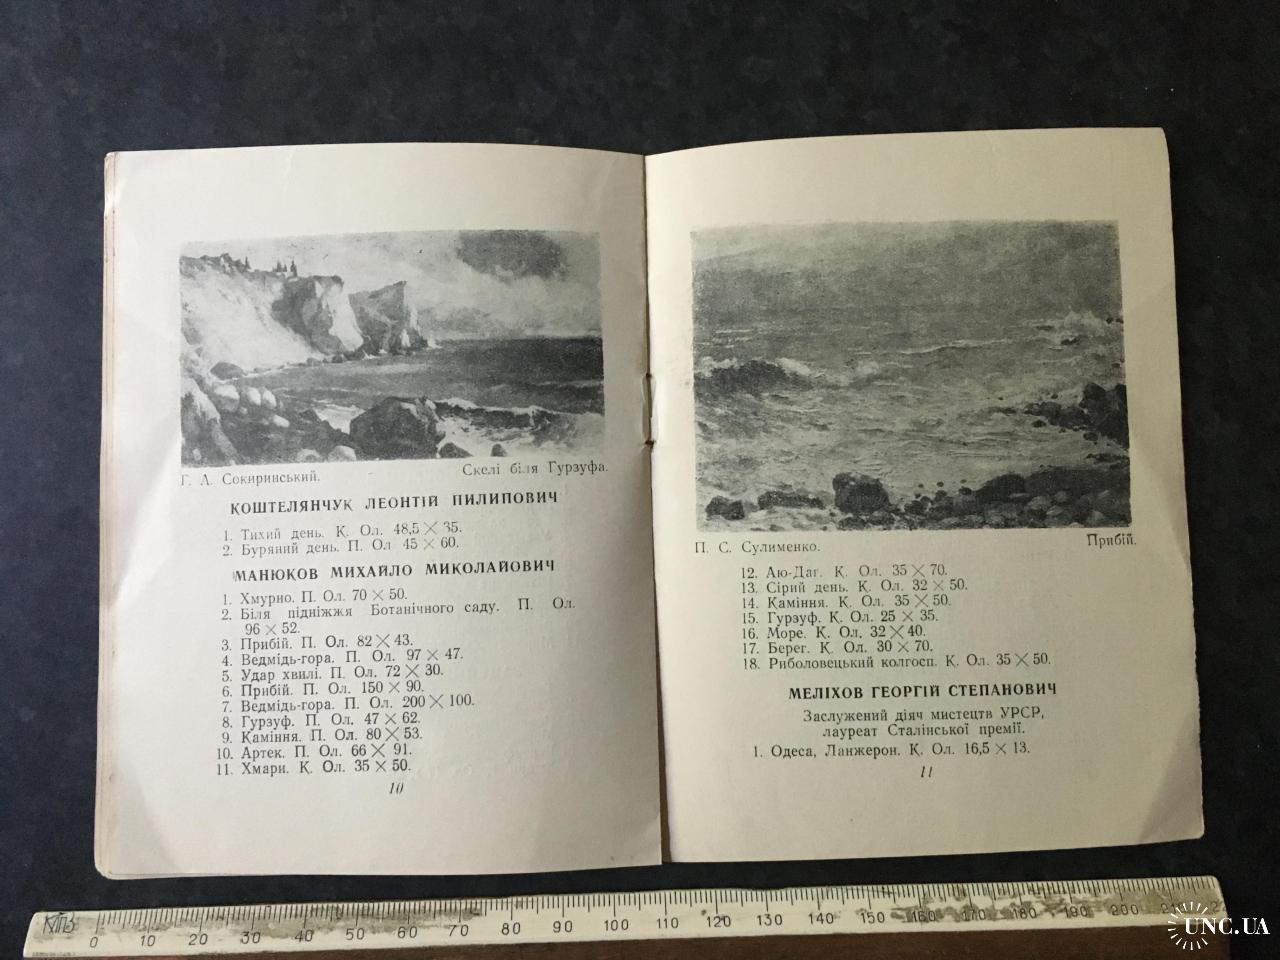 Г. А. Сокиринський. Скелі біля Гурзуфа.
КОШТЕЛЯНЧУК ЛЕОНТІЙ ПИЛИПОВИЧ
1. Тихий день. К. Ол. 48,5 × 35.
2. Буряний день. П. Ол 45 × 60.
МАНЮКОВ МИХАЙЛО МИКОЛАЙОВИЧ
1. Хмурно. П. Ол. 70 × 50.
2. Біля підніжжя Ботанічного саду. П. Ол.
96 × 52.
3. Прибій. П. Ол. 82 × 43.
4. Ведмідь-гора. П. Ол. 97 × 47.
5. Удар хвилі. П. Ол. 72 × 30.
6. Прибій. П. Ол. 150 × 90.
7. Ведмідь-гора. П. Ол. 200 × 100.
8. Гурзуф. П. Ол. 47 × 62.
9. Каміння. П. Ол. 80 × 53.
10. Артек. П. Ол. 66 × 91.
11. Хмари. К. Ол. 35 × 50.
10
П. С. Сулименко. Прибій.
12. Аю-Даг. К. Ол. 35 × 70.
13. Сірий день. К. Ол. 32 × 50.
14. Каміння. К. Ол. 35 × 50.
15. Гурзуф. К. Ол. 25 × 35.
16. Море. К. Ол. 32 × 40.
17. Берег. К. Ол. 30 × 70.
18. Риболовецький колгосп. К. Ол. 35 × 50.
МЕЛІХОВ ГЕОРГІЙ СТЕПАНОВИЧ
Заслужений діяч мистецтв УРСР,
лауреат Сталінської премії.
1. Одеса, Ланжерон. К. Ол. 16,5 × 13.
11
0 10 20 30 40 50 60 70 80 90 100 110 120 130 140 150 160 170 180 190 200
UNC.UA